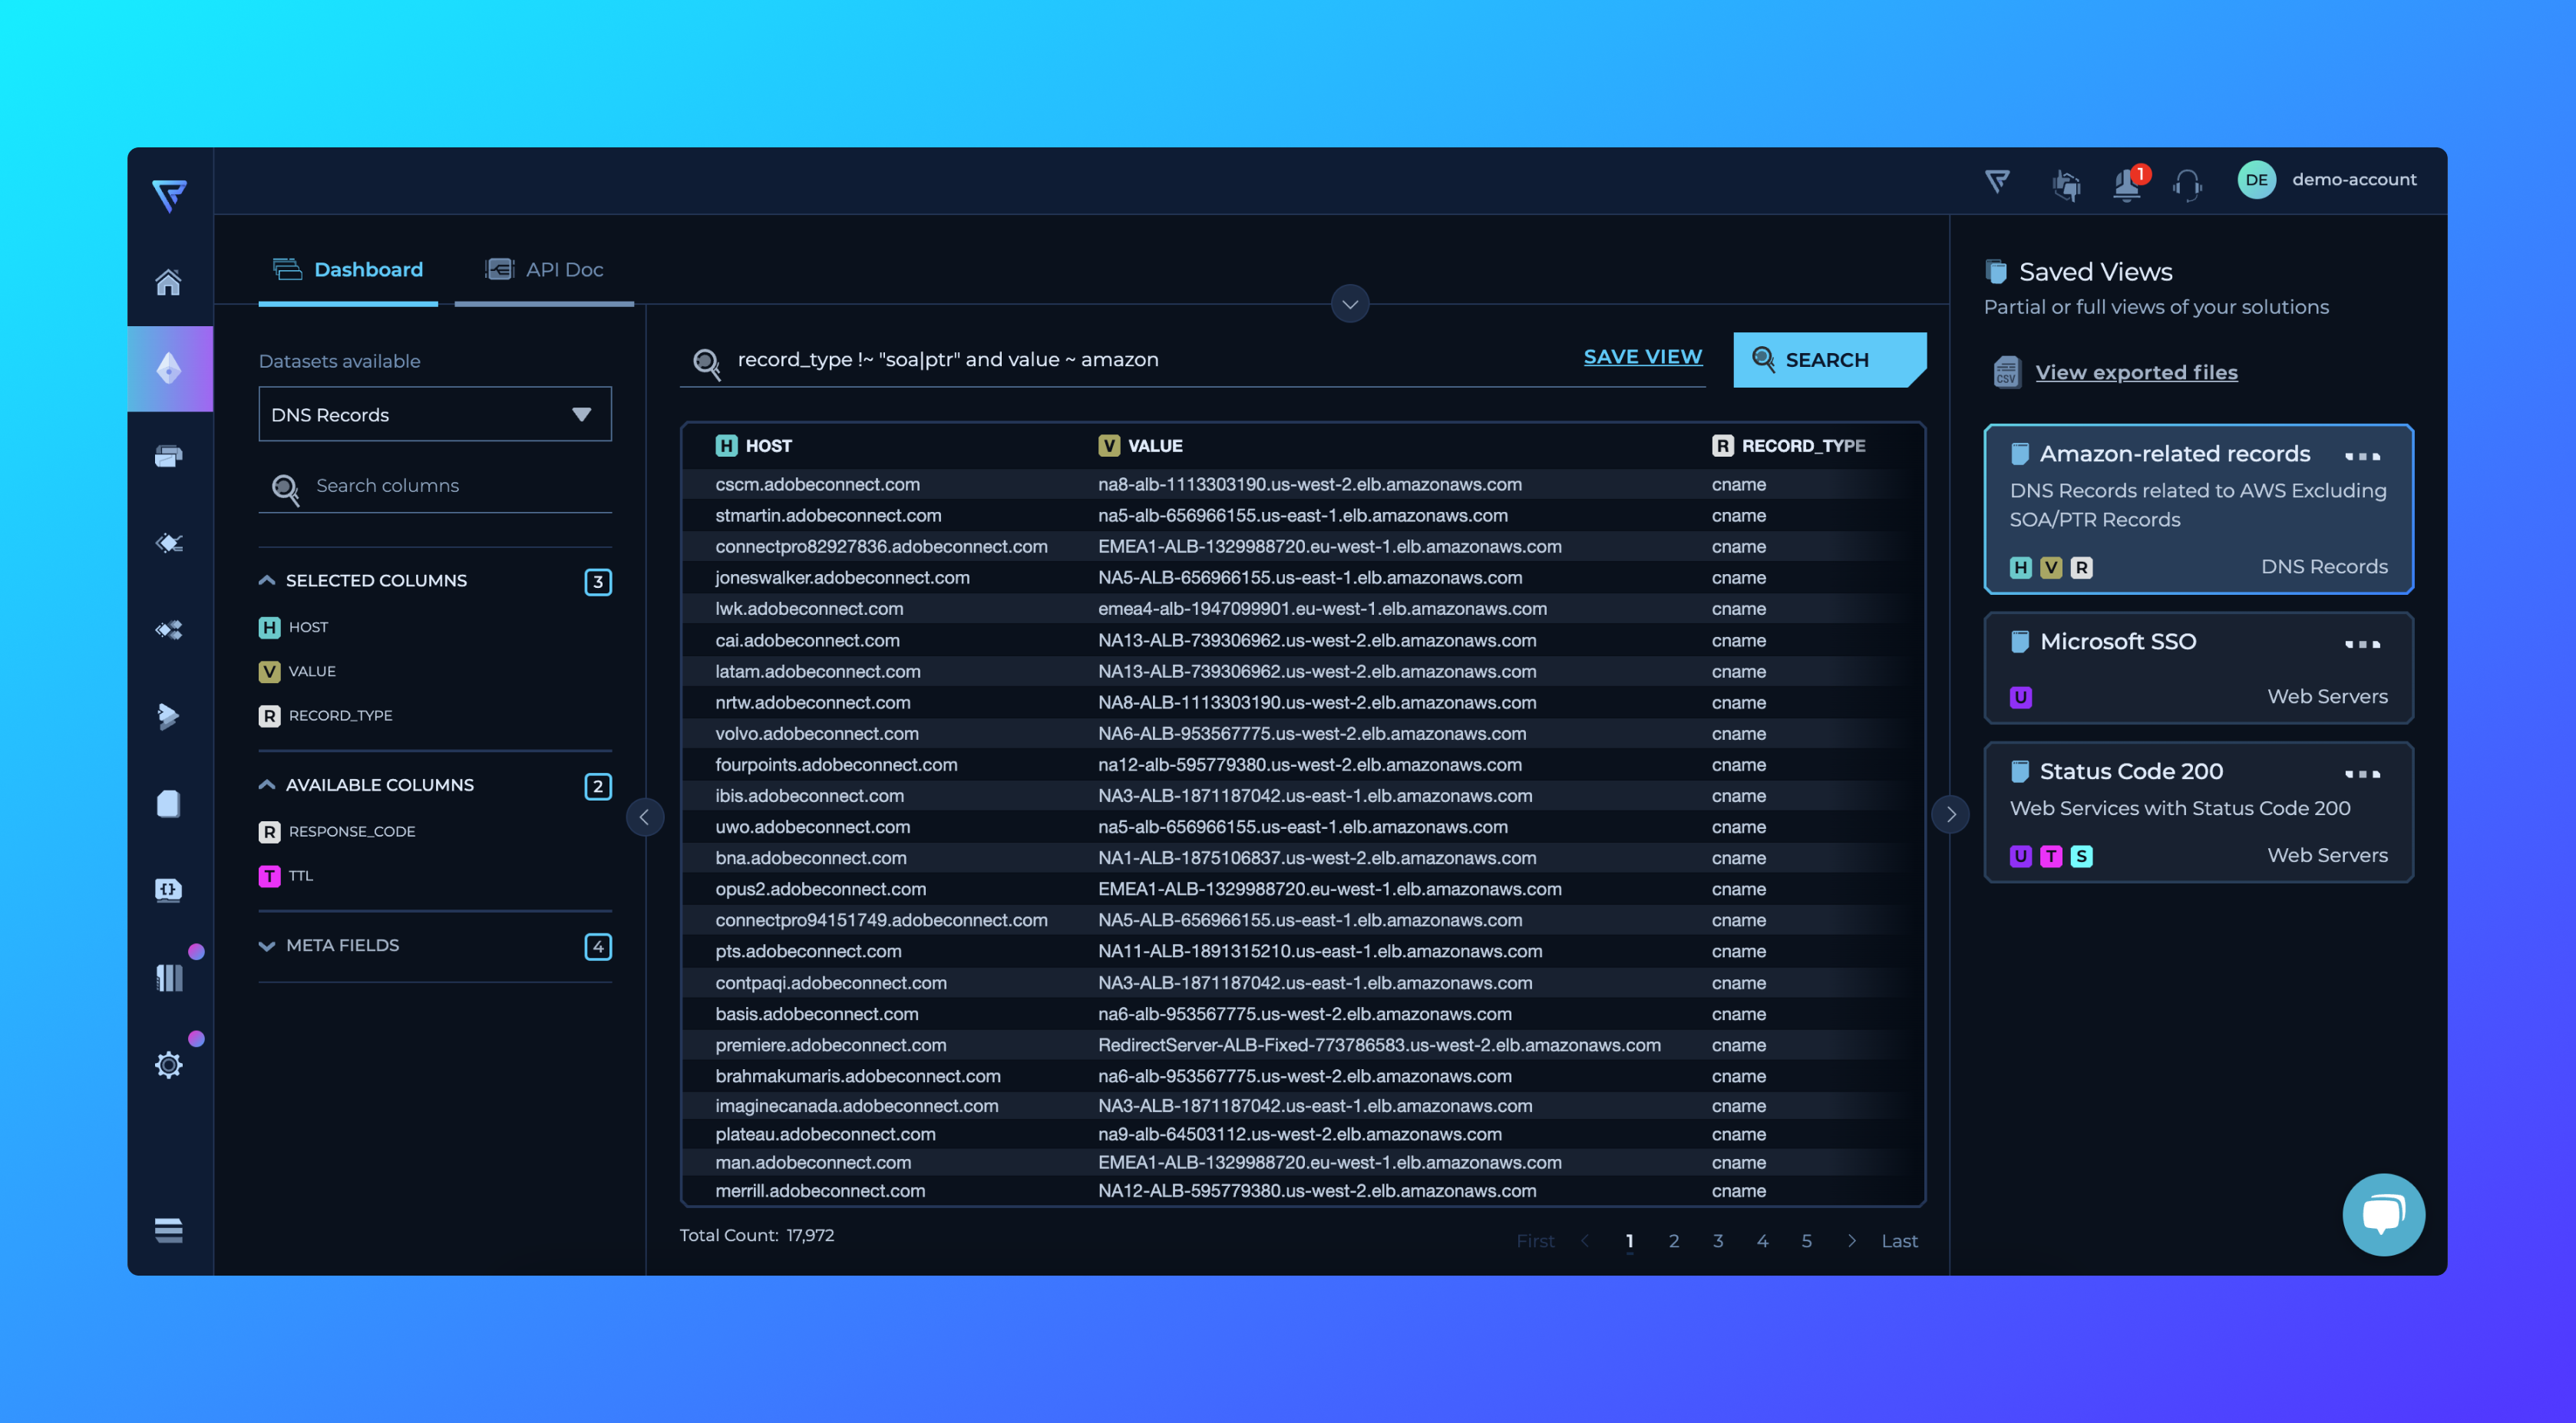 1
DE
demo-account
Dashboard
API Doc
Datasets available
DNS Records
Search columns
SELECTED COLUMNS 3
H HOST
V VALUE
R RECORD_TYPE
AVAILABLE COLUMNS 2
R RESPONSE_CODE
T TTL
META FIELDS 4
record_type !~ "soa|ptr" and value ~ amazon
SAVE VIEW
SEARCH
H HOST V VALUE R RECORD_TYPE
cscm.adobeconnect.com na8-alb-1113303190.us-west-2.elb.amazonaws.com cname
stmartin.adobeconnect.com na5-alb-656966155.us-east-1.elb.amazonaws.com cname
connectpro82927836.adobeconnect.com EMEA1-ALB-1329988720.eu-west-1.elb.amazonaws.com cname
joneswalker.adobeconnect.com NA5-ALB-656966155.us-east-1.elb.amazonaws.com cname
lwk.adobeconnect.com emea4-alb-1947099901.eu-west-1.elb.amazonaws.com cname
cai.adobeconnect.com NA13-ALB-739306962.us-west-2.elb.amazonaws.com cname
latam.adobeconnect.com NA13-ALB-739306962.us-west-2.elb.amazonaws.com cname
nrtw.adobeconnect.com NA8-ALB-1113303190.us-west-2.elb.amazonaws.com cname
volvo.adobeconnect.com NA6-ALB-953567775.us-west-2.elb.amazonaws.com cname
fourpoints.adobeconnect.com na12-alb-595779380.us-west-2.elb.amazonaws.com cname
ibis.adobeconnect.com NA3-ALB-1871187042.us-east-1.elb.amazonaws.com cname
uwo.adobeconnect.com na5-alb-656966155.us-east-1.elb.amazonaws.com cname
bna.adobeconnect.com NA1-ALB-1875106837.us-west-2.elb.amazonaws.com cname
opus2.adobeconnect.com EMEA1-ALB-1329988720.eu-west-1.elb.amazonaws.com cname
connectpro94151749.adobeconnect.com NA5-ALB-656966155.us-east-1.elb.amazonaws.com cname
pts.adobeconnect.com NA11-ALB-1891315210.us-east-1.elb.amazonaws.com cname
contpaqi.adobeconnect.com NA3-ALB-1871187042.us-east-1.elb.amazonaws.com cname
basis.adobeconnect.com na6-alb-953567775.us-west-2.elb.amazonaws.com cname
premiere.adobeconnect.com RedirectServer-ALB-Fixed-773786583.us-west-2.elb.amazonaws.com cname
brahmakumaris.adobeconnect.com na6-alb-953567775.us-west-2.elb.amazonaws.com cname
imaginecanada.adobeconnect.com NA3-ALB-1871187042.us-east-1.elb.amazonaws.com cname
plateau.adobeconnect.com na9-alb-64503112.us-west-2.elb.amazonaws.com cname
man.adobeconnect.com EMEA1-ALB-1329988720.eu-west-1.elb.amazonaws.com cname
merrill.adobeconnect.com NA12-ALB-595779380.us-west-2.elb.amazonaws.com cname
Total Count: 17,972
First < 1 2 3 4 5 > Last
Saved Views
Partial or full views of your solutions
CSV View exported files
Amazon-related records
DNS Records related to AWS Excluding
SOA/PTR Records
H V R DNS Records
Microsoft SSO
U Web Servers
Status Code 200
Web Services with Status Code 200
U T S Web Servers